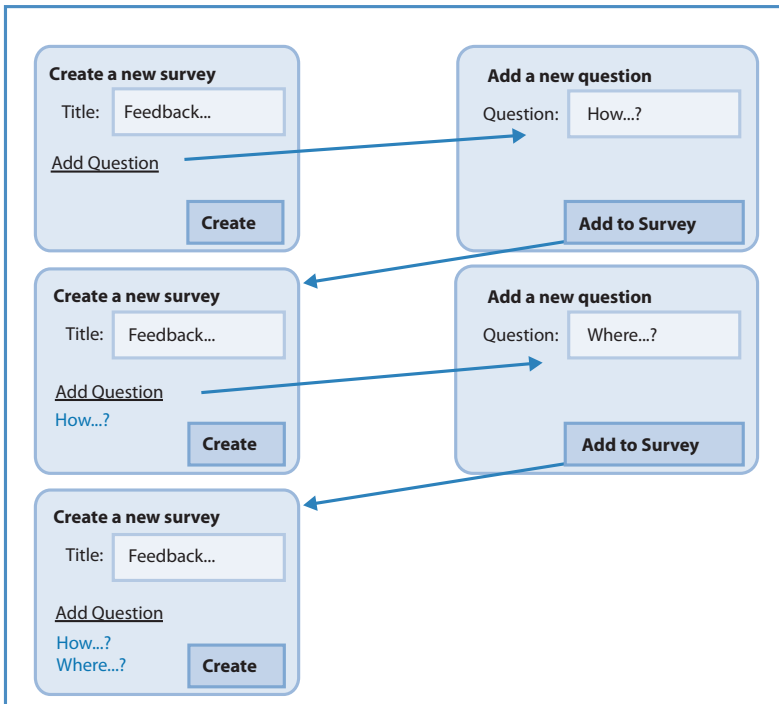 Create a new survey
Title: Feedback...
Add Question
Create
Add a new question
Question: How...?
Add to Survey
Create a new survey
Title: Feedback...
Add Question
How...?
Create
Add a new question
Question: Where...?
Add to Survey
Create a new survey
Title: Feedback...
Add Question
How...?
Where...?
Create